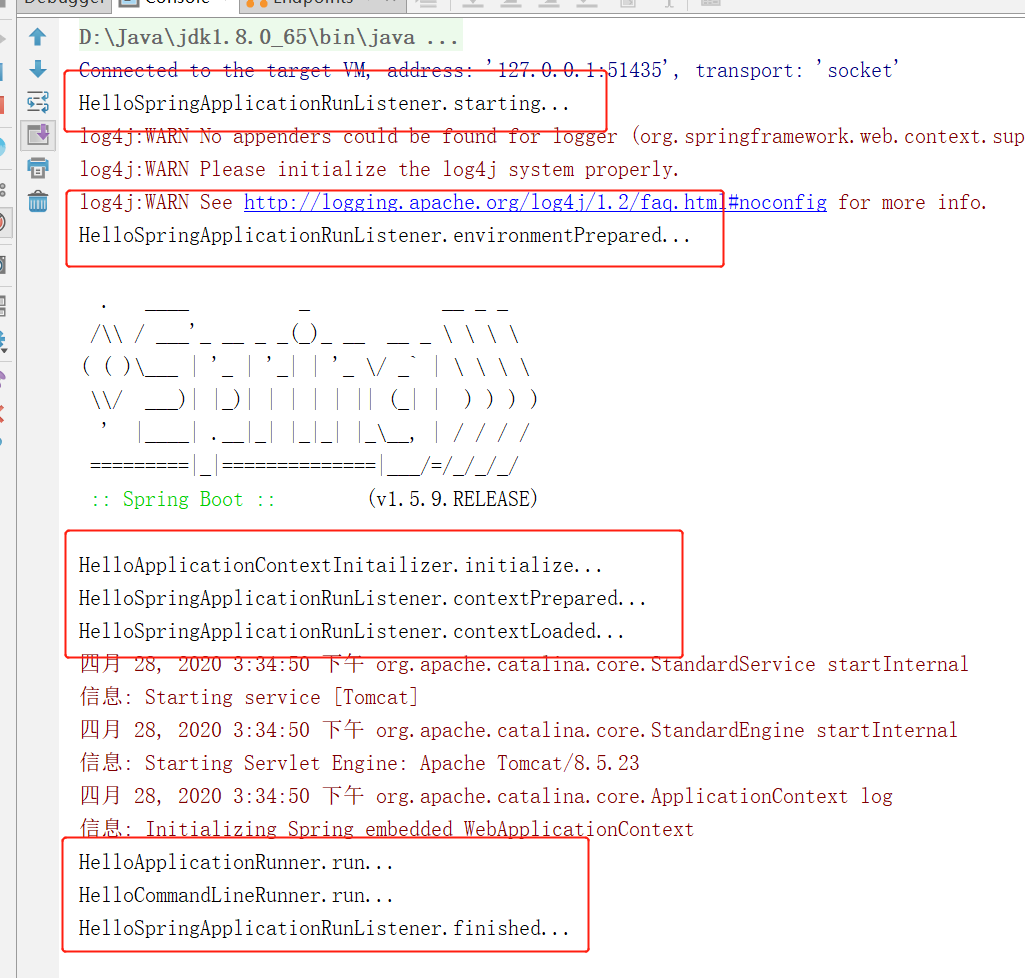 Debugger Console Endpoints
D:\Java\jdk1.8.0_65\bin\java ...
Connected to the target VM, address: '127.0.0.1:51435', transport: 'socket'
HelloSpringApplicationRunListener.starting...
log4j:WARN No appenders could be found for logger (org.springframework.web.context.sup
log4j:WARN Please initialize the log4j system properly.
log4j:WARN See http://logging.apache.org/log4j/1.2/faq.html#noconfig for more info.
HelloSpringApplicationRunListener.environmentPrepared...
  .   ____          _            __ _ _
 /\\ / ___'_ __ _ _(_)_ __  __ _ \ \ \ \
( ( )\___ | '_ | '_| | '_ \/ _` | \ \ \ \
 \\/  ___)| |_)| | | | | || (_| |  ) ) ) )
  '  |____| .__|_| |_|_| |_\__, | / / / /
 =========|_|==============|___/=/_/_/_/
 :: Spring Boot ::        (v1.5.9.RELEASE)
HelloApplicationContextInitailizer.initialize...
HelloSpringApplicationRunListener.contextPrepared...
HelloSpringApplicationRunListener.contextLoaded...
四月 28, 2020 3:34:50 下午 org.apache.catalina.core.StandardService startInternal
信息: Starting service [Tomcat]
四月 28, 2020 3:34:50 下午 org.apache.catalina.core.StandardEngine startInternal
信息: Starting Servlet Engine: Apache Tomcat/8.5.23
四月 28, 2020 3:34:50 下午 org.apache.catalina.core.ApplicationContext log
信息: Initializing Spring embedded WebApplicationContext
HelloApplicationRunner.run...
HelloCommandLineRunner.run...
HelloSpringApplicationRunListener.finished...